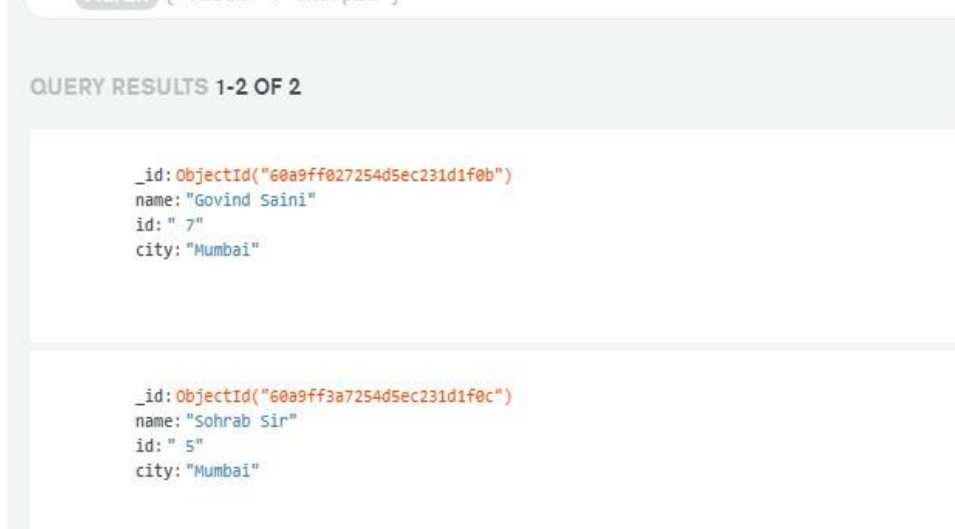 QUERY RESULTS 1-2 OF 2
_id: ObjectId("60a9ff027254d5ec231d1f0b")
name: "Govind Saini"
id: " 7"
city: "Mumbai"
_id: ObjectId("60a9ff3a7254d5ec231d1f0c")
name: "Sohrab Sir"
id: " 5"
city: "Mumbai"